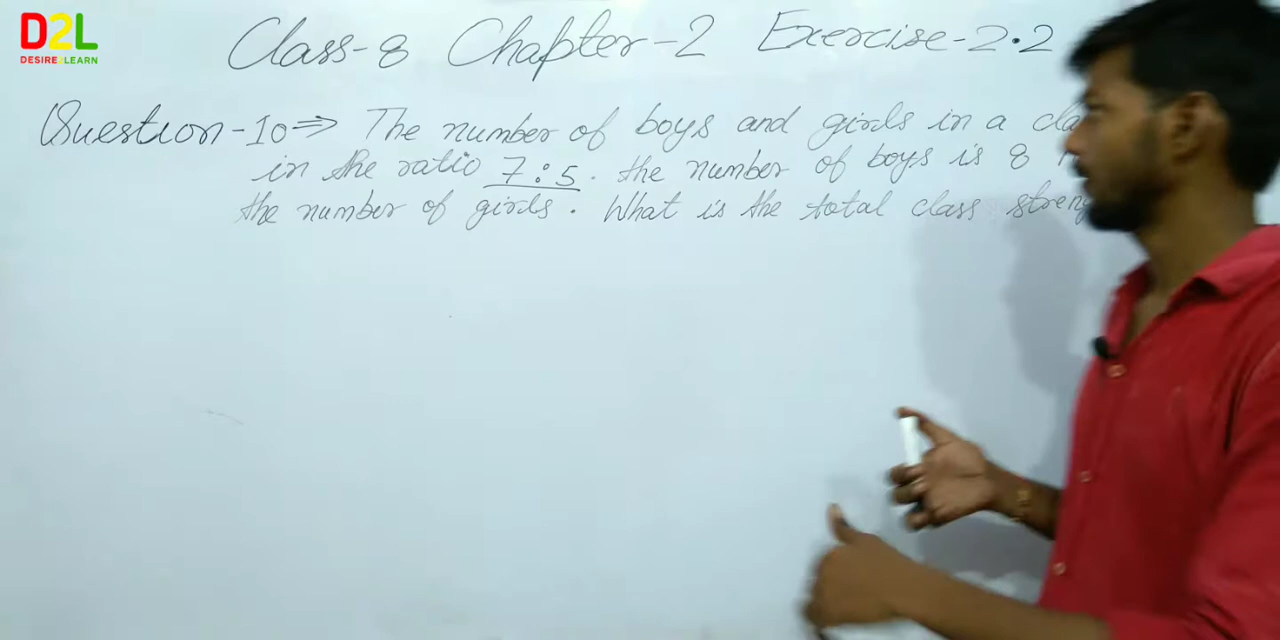 D2L
DESIRE2LEARN
Class-8 Chapter-2 Exercise-2.2
Question-10⇒ The number of boys and girls in a
in the ratio 7:5. the number of boys is 8
the number of girls. What is the total class